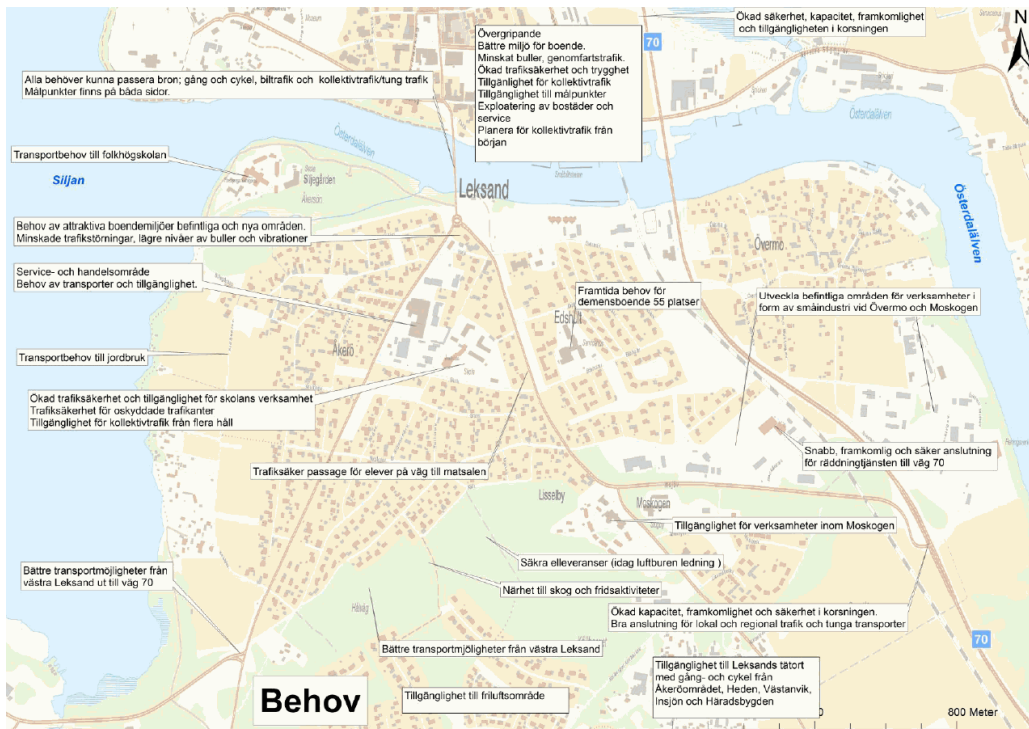 Ökad säkerhet, kapacitet, framkomlighet
och tillgängligheten i korsningen
N
70
Övergripande
Bättre miljö för boende.
Minskat buller, genomfartstrafik.
Ökad trafiksäkerhet och trygghet
Tillgänlighet för kollektivtrafik
Tillgänglighet till målpunkter
Exploatering av bostäder och
service
Planera för kollektivtrafik från
början
Alla behöver kunna passera bron; gång och cykel, biltrafik och kollektivtrafik/tung trafik
Målpunkter finns på båda sidor.
Österdalälven
Österdalälven
Transportbehov till folkhögskolan
Siljan
Siljegården
Leksand
Österdalälven
Behov av attraktiva boendemiljöer befintliga och nya områden.
Minskade trafikstörningar, lägre nivåer av buller och vibrationer
Övermo
Service- och handelsområde
Behov av transporter och tillgänglighet.
Framtida behov för
demensboende 55 platser
Utveckla befintliga områden för verksamheter i
form av småindustri vid Övermo och Moskogen
Edshult
Transportbehov till jordbruk
Åkerö
Ökad trafiksäkerhet och tillgänglighet för skolans verksamhet
Trafiksäkerhet för oskyddade trafikanter
Tillgänglighet för kollektivtrafik från flera håll
Trafiksäker passage för elever på väg till matsalen
Snabb, framkomlig och säker anslutning
för räddningtjänsten till väg 70
Lisselby
Moskogen
Tillgänglighet för verksamheter inom Moskogen
Säkra elleveranser (idag luftburen ledning )
Bättre transportmöjligheter från
västra Leksand ut till väg 70
Närhet till skog och fridsaktiviteter
Ökad kapacitet, framkomlighet och säkerhet i korsningen.
Bra anslutning för lokal och regional trafik och tunga transporter
70
Bättre transportmjöligheter från västra Leksand
Tillgänglighet till Leksands tätort
med gång- och cykel från
Åkeröområdet, Heden, Västanvik,
Insjön och Häradsbygden
Behov
Tillgänglighet till friluftsområde
0
800 Meter